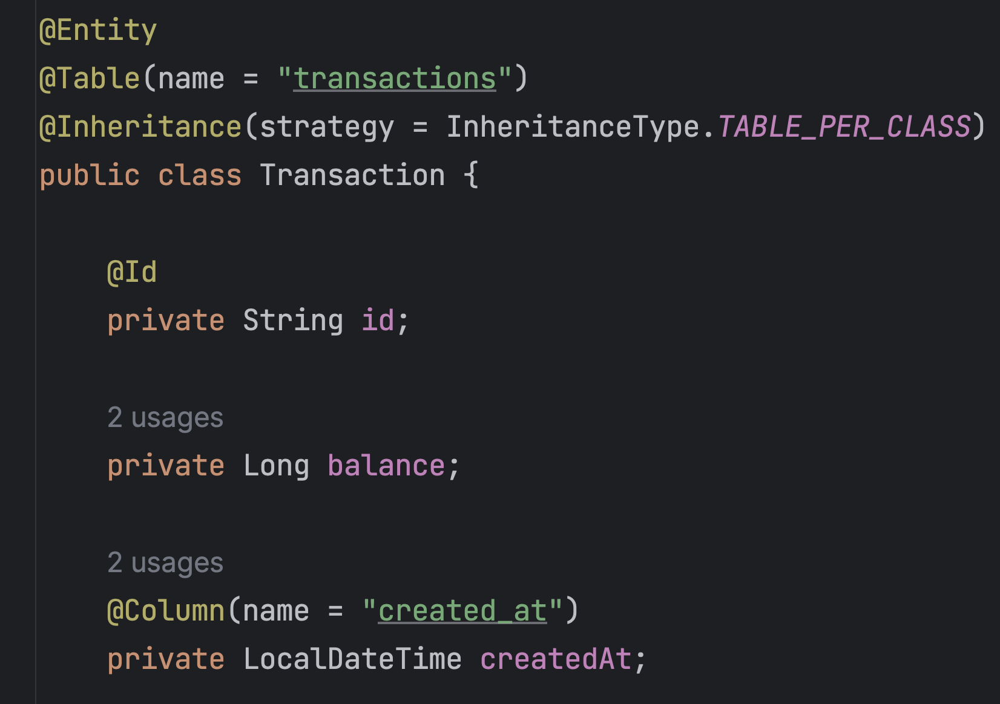 @Entity
@Table(name = "transactions")
@Inheritance(strategy = InheritanceType.TABLE_PER_CLASS)
public class Transaction {
@Id
private String id;
2 usages
private Long balance;
2 usages
@Column(name = "created_at")
private LocalDateTime createdAt;